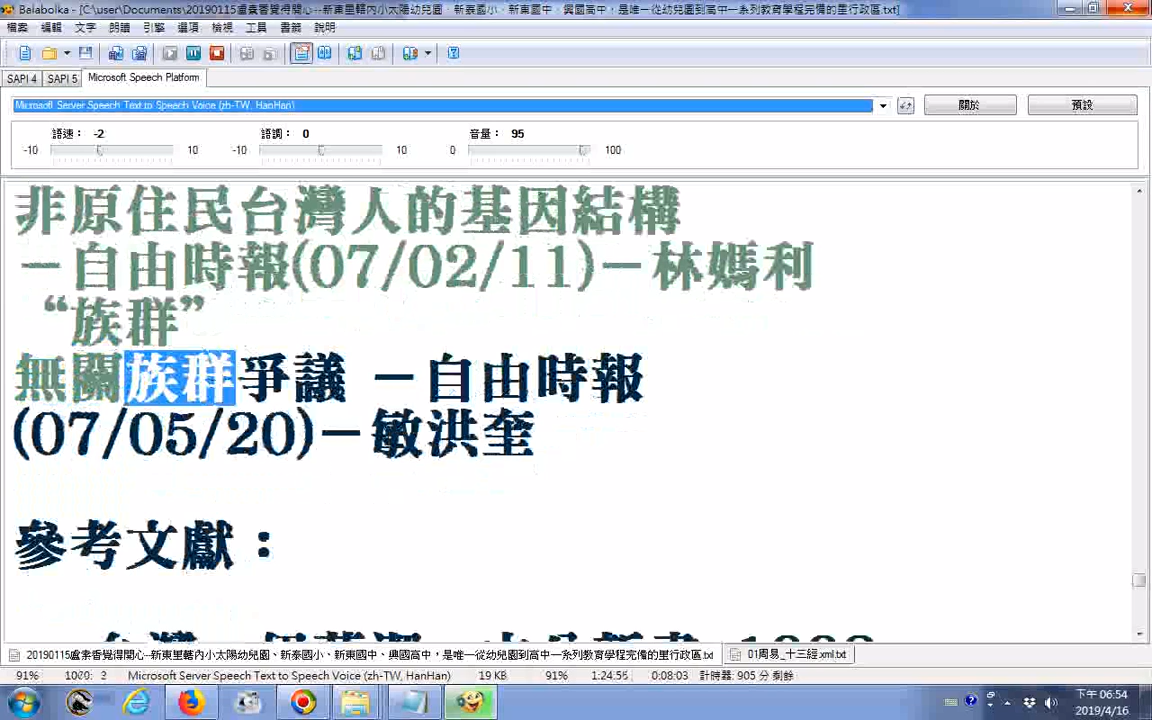 Balabolka - [C:\user\Documents\20190115盧素香覺得開心--新東里轄內小太陽幼兒園、新泰國小、新東國中、興國高中，是唯一從幼兒園到高中一系列教育學程完備的里行政區.txt]
檔案 編輯 文字 朗讀 引擎 選項 檢視 工具 書籤 說明
SAPI 4 SAPI 5 Microsoft Speech Platform
Microsoft Server Speech Text to Speech Voice (zh-TW, HanHan) 關於 預設
語速： -2 語調： 0 音量： 95
-10 10 -10 10 0 100
非原住民台灣人的基因結構
－自由時報(07/02/11)－林媽利
“族群”
無關族群爭議 －自由時報
(07/05/20)－敏洪奎
參考文獻：
20190115盧素香覺得開心--新東里轄內小太陽幼兒園、新泰國小、新東國中、興國高中，是唯一從幼兒園到高中一系列教育學程完備的里行政區.txt 01周易_十三經.xml.txt
91% 1080: 2 Microsoft Server Speech Text to Speech Voice (zh-TW, HanHan) 19 KB 91% 1:24:55 0:08:03 計時器: 905 分 剩餘
下午 06:54
2019/4/16